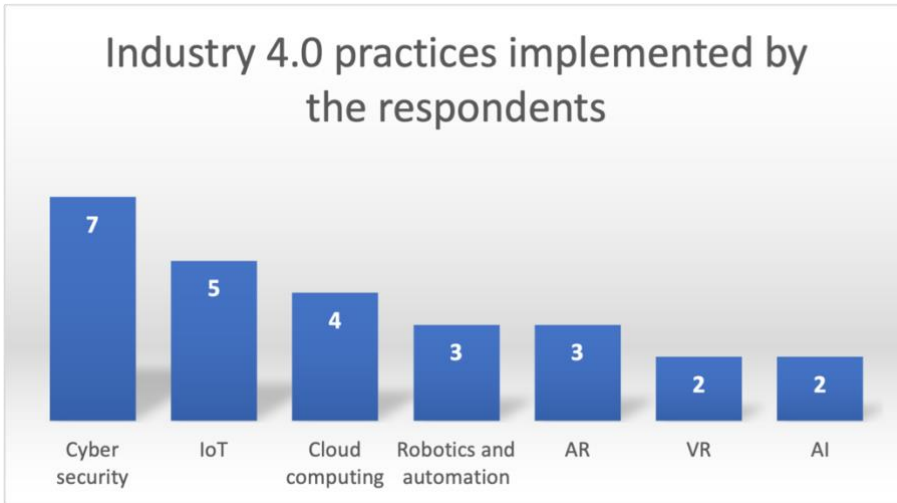 Industry 4.0 practices implemented by
the respondents
7
5
4
3
3
2
2
Cyber
security
IoT
Cloud
computing
Robotics and
automation
AR
VR
AI